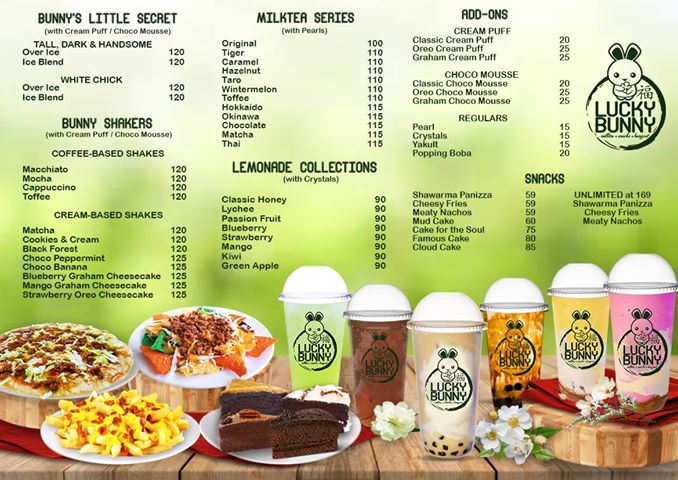 BUNNY'S LITTLE SECRET
(with Cream Puff / Choco Mousse)
TALL, DARK & HANDSOME
Over Ice 120
Ice Blend 120
WHITE CHICK
Over Ice 120
Ice Blend 120
BUNNY SHAKERS
(with Cream Puff / Choco Mousse)
COFFEE-BASED SHAKES
Macchiato 120
Mocha 120
Cappuccino 120
Toffee 120
CREAM-BASED SHAKES
Matcha 120
Cookies & Cream 120
Black Forest 120
Choco Peppermint 125
Choco Banana 125
Blueberry Graham Cheesecake 125
Mango Graham Cheesecake 125
Strawberry Oreo Cheesecake 125
MILKTEA SERIES
(with Pearls)
Original 100
Tiger 110
Caramel 110
Hazelnut 110
Taro 110
Wintermelon 110
Toffee 110
Hokkaido 115
Okinawa 115
Chocolate 115
Matcha 115
Thai 115
LEMONADE COLLECTIONS
(with Crystals)
Classic Honey 90
Lychee 90
Passion Fruit 90
Blueberry 90
Strawberry 90
Mango 90
Kiwi 90
Green Apple 90
ADD-ONS
CREAM PUFF
Classic Cream Puff 20
Oreo Cream Puff 25
Graham Cream Puff 25
CHOCO MOUSSE
Classic Choco Mousse 20
Oreo Choco Mousse 25
Graham Choco Mousse 25
REGULARS
Pearl 15
Crystals 15
Yakult 15
Popping Boba 20
SNACKS
Shawarma Panizza 59
Cheesy Fries 59
Meaty Nachos 59
Mud Cake 60
Cake for the Soul 75
Famous Cake 80
Cloud Cake 85
UNLIMITED at 169
Shawarma Panizza
Cheesy Fries
Meaty Nachos
福
LUCKY
BUNNY
LUCKY
BUNNY
LUCKY
BUNNY
LUCKY
BUNNY
LUCKY
BUNNY
LUCKY
BUNNY
LUCKY
BUNNY